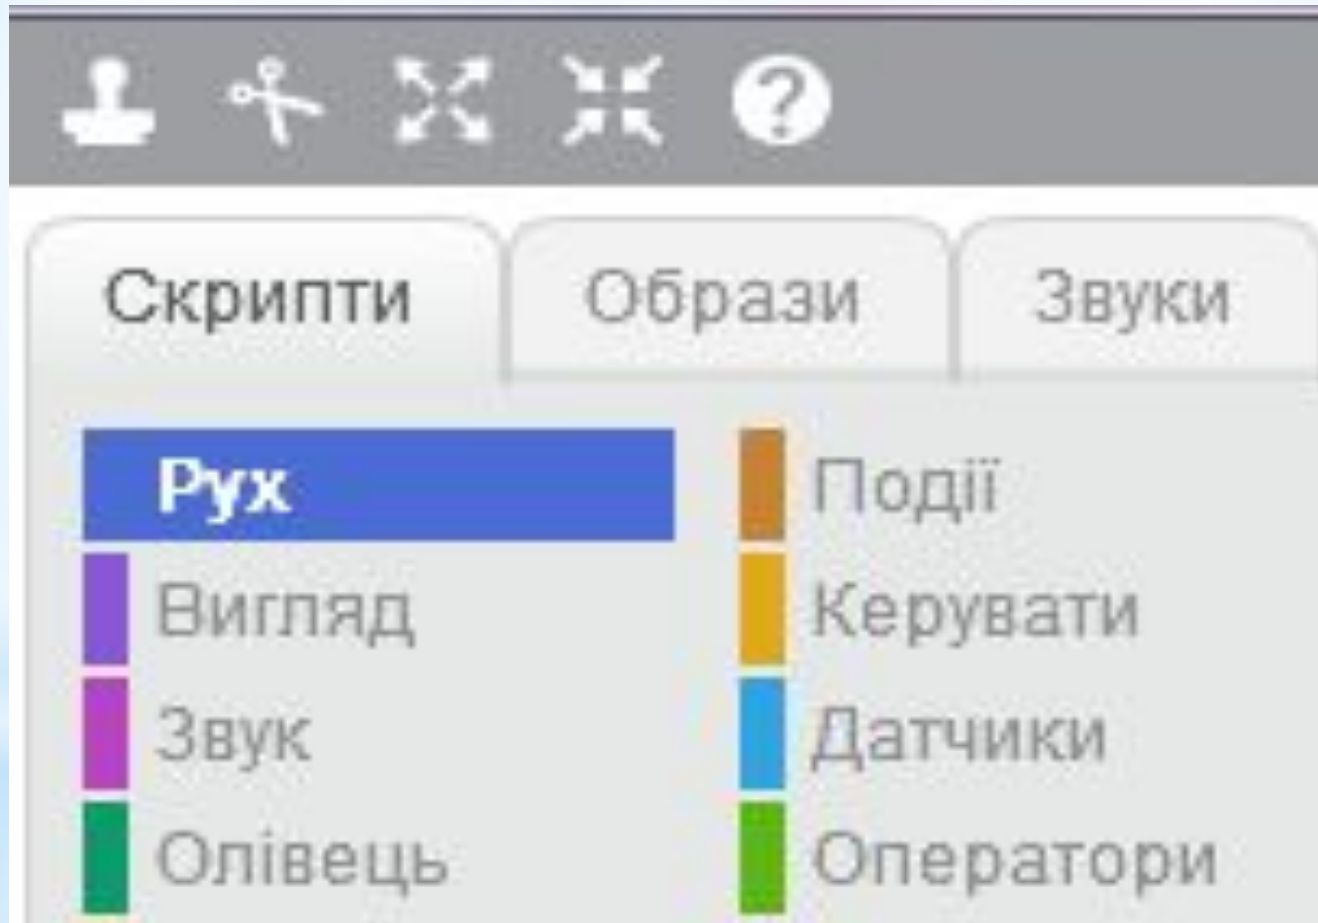 Скрипти Образи Звуки
Рух Події
Вигляд Керувати
Звук Датчики
Олівець Оператори